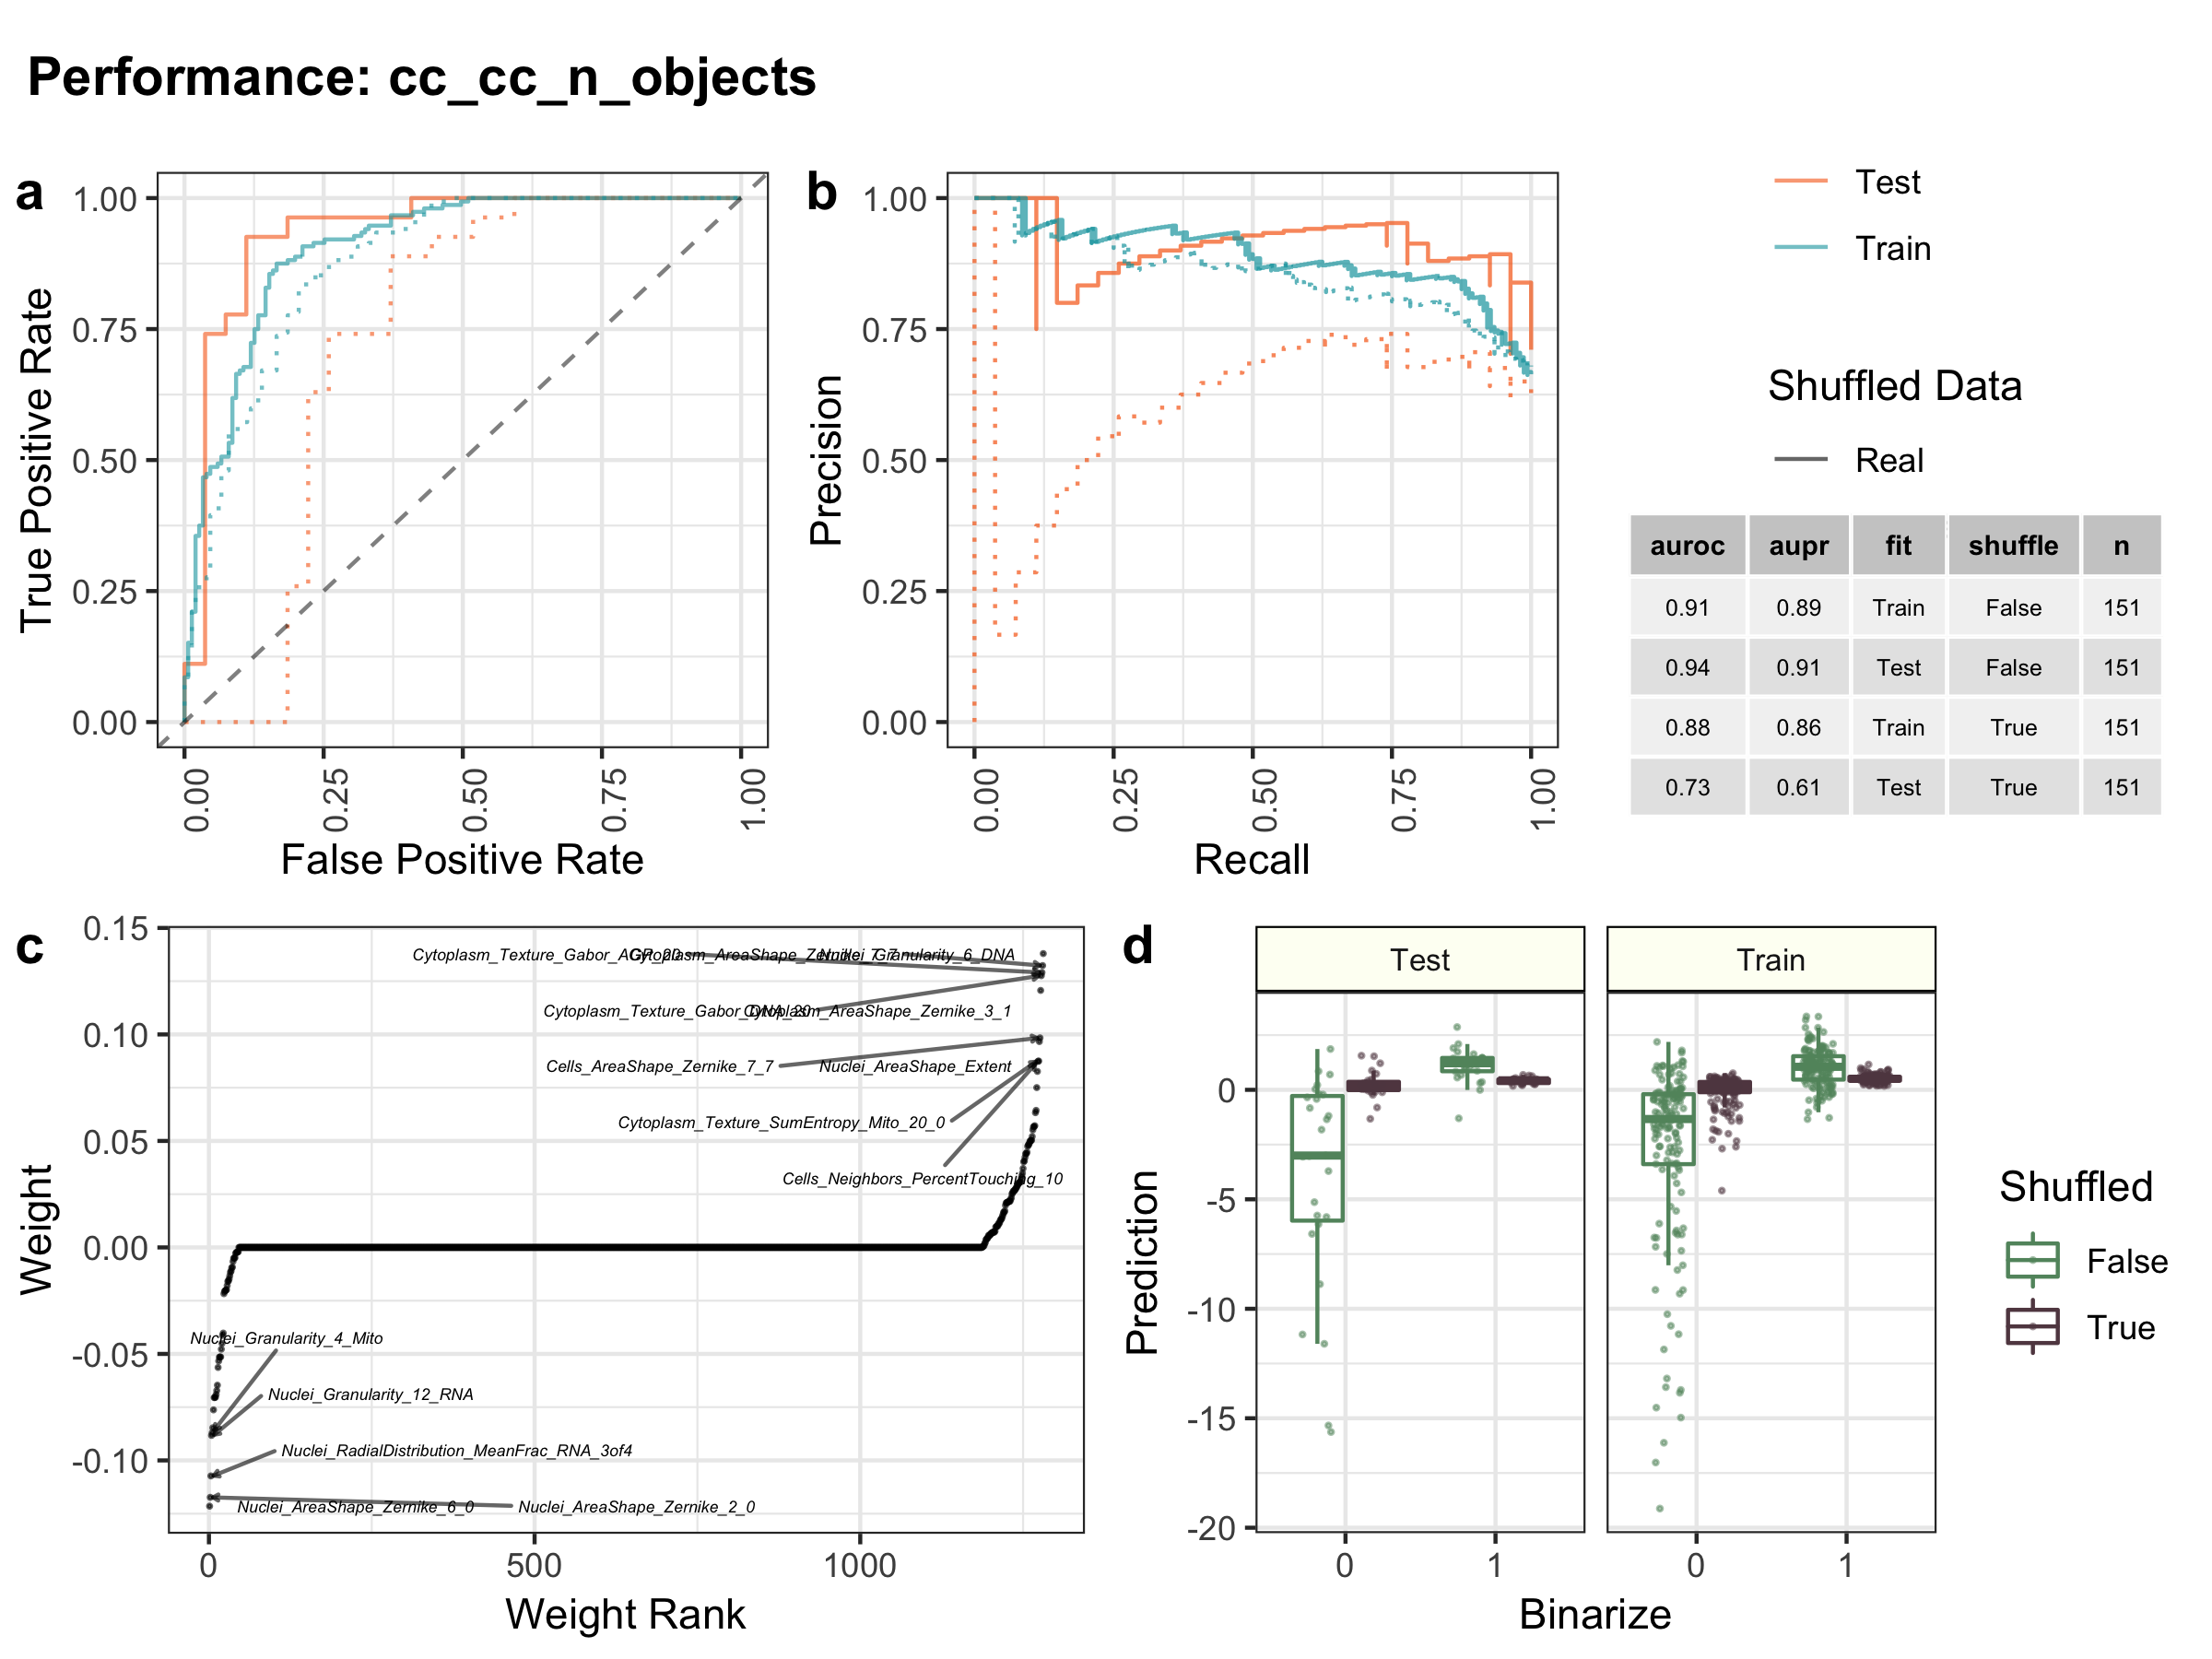 Performance: cc_cc_n_objects
a
1.00
0.75
0.50
0.25
0.00
True Positive Rate
0.00
0.25
0.50
0.75
1.00
False Positive Rate
b
1.00
0.75
0.50
0.25
0.00
Precision
0.00
0.25
0.50
0.75
1.00
Recall
Test
Train
Shuffled Data
Real
auroc aupr fit shuffle n
0.91 0.89 Train False 151
0.94 0.91 Test False 151
0.88 0.86 Train True 151
0.73 0.61 Test True 151
c
0.15
0.10
0.05
0.00
-0.05
-0.10
Weight
Cytoplasm_Texture_Gabor_AGP_20
Cytoplasm_AreaShape_Zernike_7_7
Nuclei_Granularity_6_DNA
Cytoplasm_Texture_Gabor_DNA_20
Cytoplasm_AreaShape_Zernike_3_1
Cells_AreaShape_Zernike_7_7
Nuclei_AreaShape_Extent
Cytoplasm_Texture_SumEntropy_Mito_20_0
Cells_Neighbors_PercentTouching_10
Nuclei_Granularity_4_Mito
Nuclei_Granularity_12_RNA
Nuclei_RadialDistribution_MeanFrac_RNA_3of4
Nuclei_AreaShape_Zernike_6_0
Nuclei_AreaShape_Zernike_2_0
0
500
1000
Weight Rank
d
Test
Train
0
-5
-10
-15
-20
Prediction
0
1
0
1
Binarize
Shuffled
False
True